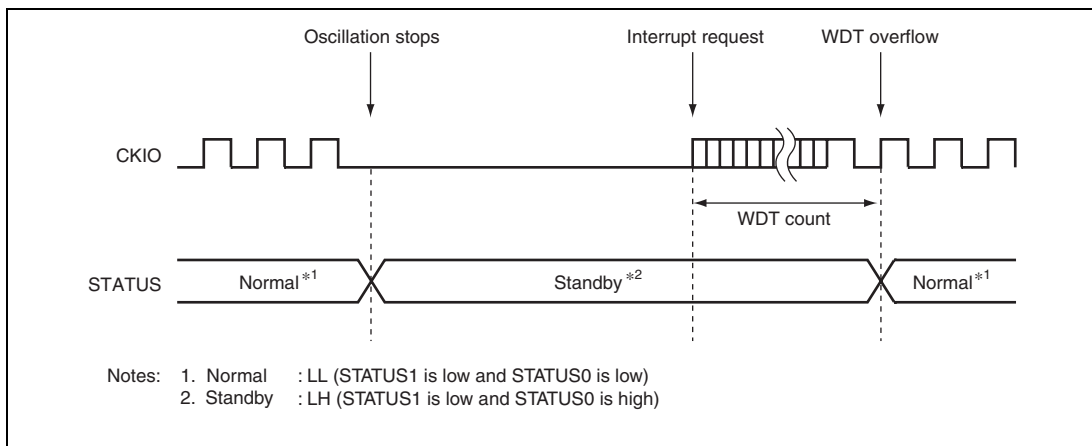 Oscillation stops Interrupt request WDT overflow
CKIO
WDT count
STATUS Normal*1 Standby*2 Normal*1
Notes: 1. Normal : LL (STATUS1 is low and STATUS0 is low)
2. Standby : LH (STATUS1 is low and STATUS0 is high)